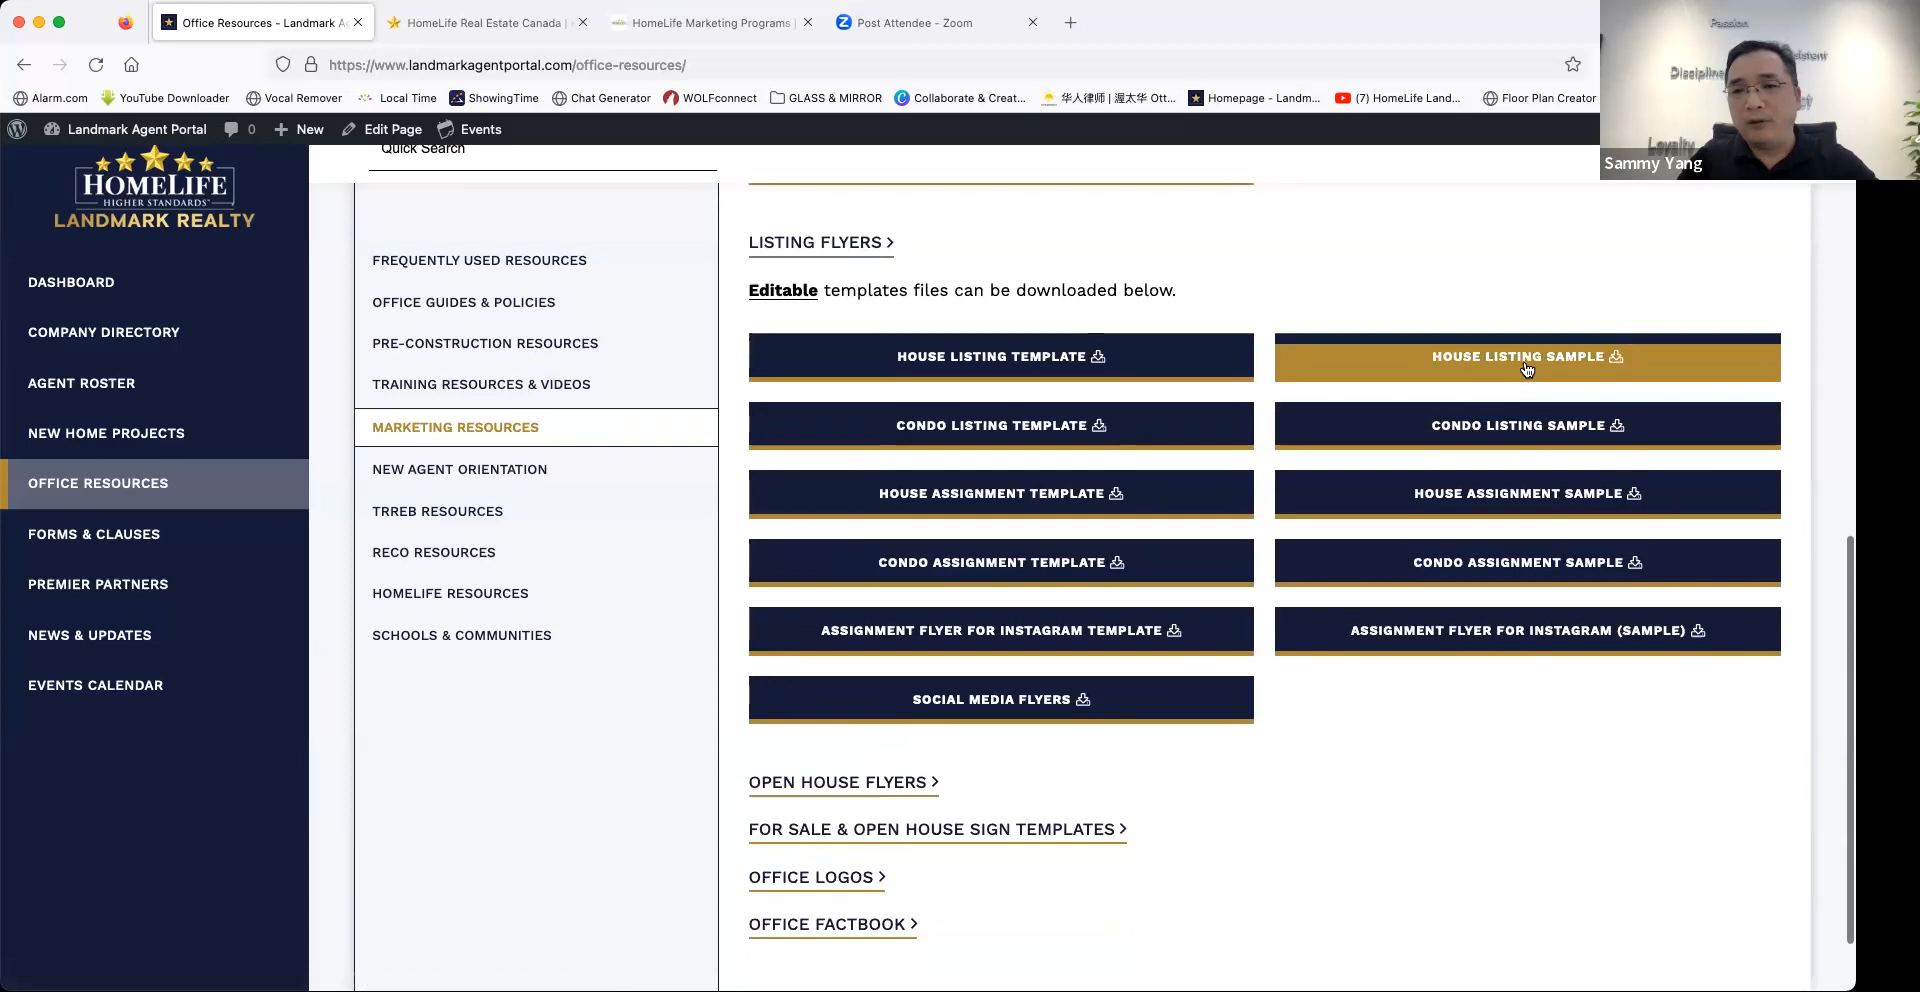 Office Resources - Landmark A
HomeLife Real Estate Canada |
HomeLife Marketing Programs |
Post Attendee - Zoom
https://www.landmarkagentportal.com/office-resources/
Alarm.com
YouTube Downloader
Vocal Remover
Local Time
ShowingTime
Chat Generator
WOLFconnect
GLASS & MIRROR
Collaborate & Creat...
华人律师 | 渥太华 Ott...
Homepage - Landm...
(7) HomeLife Land...
Floor Plan Creator
Landmark Agent Portal
0
New
Edit Page
Events
Passion
Discipline
Loyalty
Sammy Yang
HOMELIFE
HIGHER STANDARDS
LANDMARK REALTY
DASHBOARD
COMPANY DIRECTORY
AGENT ROSTER
NEW HOME PROJECTS
OFFICE RESOURCES
FORMS & CLAUSES
PREMIER PARTNERS
NEWS & UPDATES
EVENTS CALENDAR
Quick Search
FREQUENTLY USED RESOURCES
OFFICE GUIDES & POLICIES
PRE-CONSTRUCTION RESOURCES
TRAINING RESOURCES & VIDEOS
MARKETING RESOURCES
NEW AGENT ORIENTATION
TRREB RESOURCES
RECO RESOURCES
HOMELIFE RESOURCES
SCHOOLS & COMMUNITIES
LISTING FLYERS >
Editable templates files can be downloaded below.
HOUSE LISTING TEMPLATE
HOUSE LISTING SAMPLE
CONDO LISTING TEMPLATE
CONDO LISTING SAMPLE
HOUSE ASSIGNMENT TEMPLATE
HOUSE ASSIGNMENT SAMPLE
CONDO ASSIGNMENT TEMPLATE
CONDO ASSIGNMENT SAMPLE
ASSIGNMENT FLYER FOR INSTAGRAM TEMPLATE
ASSIGNMENT FLYER FOR INSTAGRAM (SAMPLE)
SOCIAL MEDIA FLYERS
OPEN HOUSE FLYERS >
FOR SALE & OPEN HOUSE SIGN TEMPLATES >
OFFICE LOGOS >
OFFICE FACTBOOK >